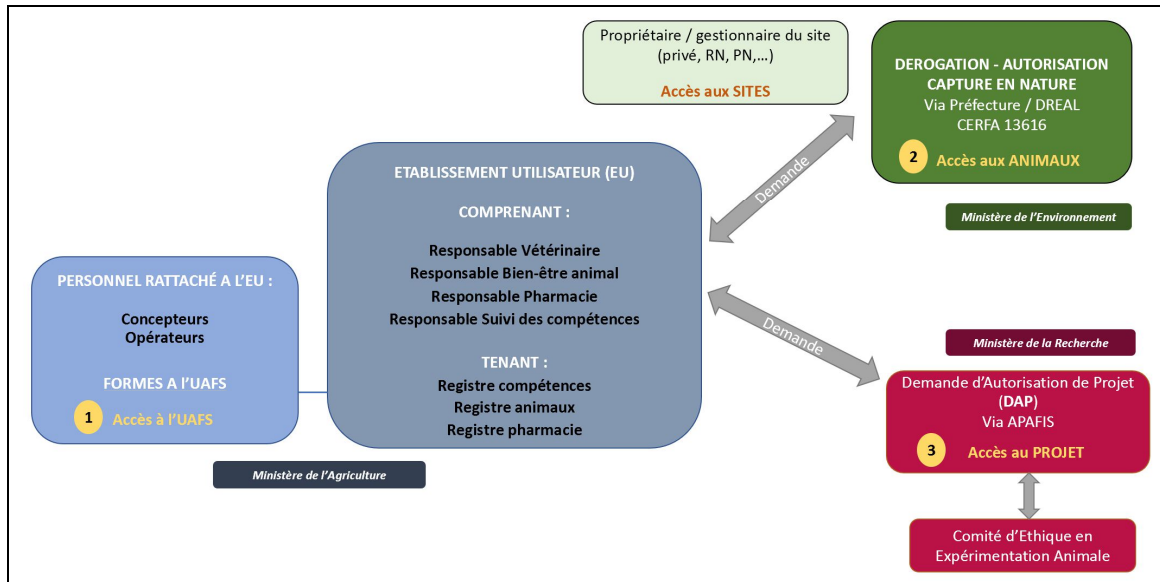 Propriétaire / gestionnaire du site
(privé, RN, PN,…)
Accès aux SITES
DEROGATION - AUTORISATION
CAPTURE EN NATURE
Via Préfecture / DREAL
CERFA 13616
2
Accès aux ANIMAUX
Ministère de l'Environnement
Demande
ETABLISSEMENT UTILISATEUR (EU)
COMPRENANT :
Responsable Vétérinaire
Responsable Bien-être animal
Responsable Pharmacie
Responsable Suivi des compétences
TENANT :
Registre compétences
Registre animaux
Registre pharmacie
PERSONNEL RATTACHÉ A L'EU :
Concepteurs
Opérateurs
FORMES A l'UAFS
1
Accès à l'UAFS
Ministère de l'Agriculture
Demande
Ministère de la Recherche
Demande d'Autorisation de Projet
(DAP)
Via APAFIS
3
Accès au PROJET
Comité d'Ethique en
Expérimentation Animale